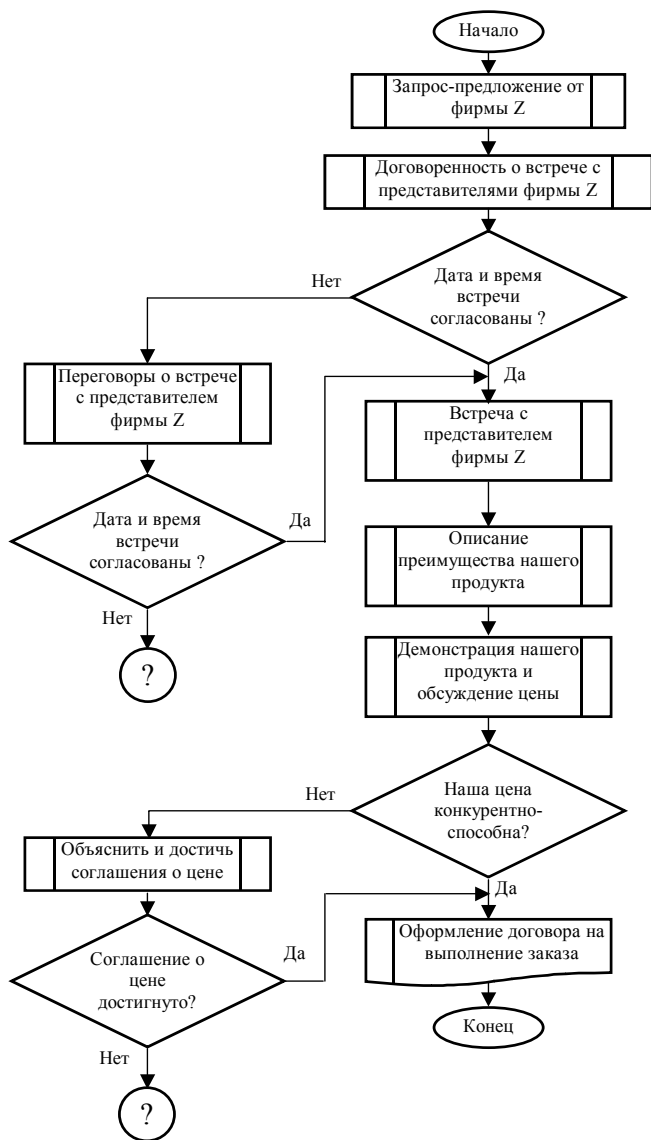 Начало
Запрос-предложение от
фирмы Z
Договоренность о встрече с
представителями фирмы Z
Дата и время
встречи
согласованы ?
Нет
Да
Переговоры о встрече
с представителем
фирмы Z
Встреча с
представителем
фирмы Z
Дата и время
встречи
согласованы ?
Да
Нет
?
Описание
преимущества нашего
продукта
Демонстрация нашего
продукта и
обсуждение цены
Наша цена
конкурентно-
способна?
Нет
Да
Объяснить и достичь
соглашения о цене
Соглашение о
цене
достигнуто?
Да
Нет
?
Оформление договора на
выполнение заказа
Конец